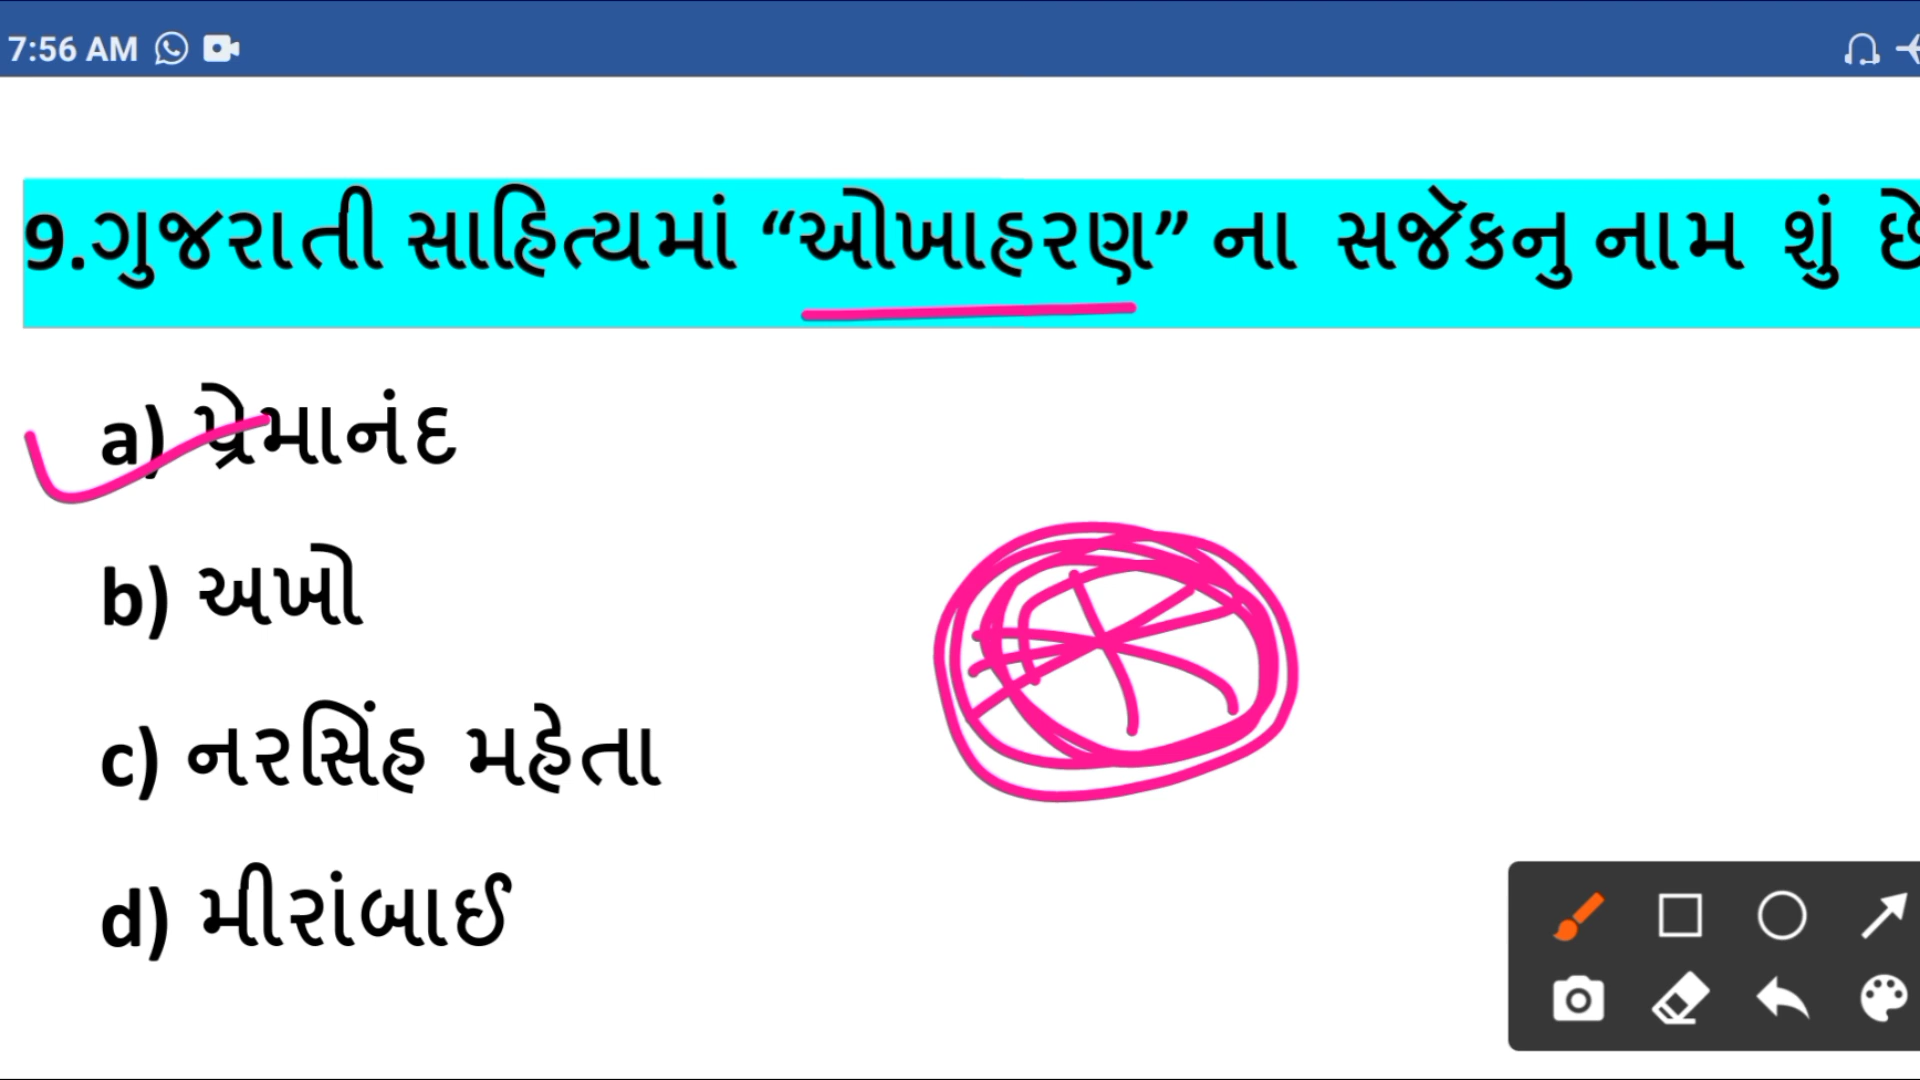 7:56 AM
9.ગુજરાતી સાહિત્યમાં “ઓખાહરણ” ના સર્જેકનુ નામ શું છે
a) પ્રેમાનંદ
b) અખો
c) નરસિંહ મહેતા
d) મીરાંબાઈ